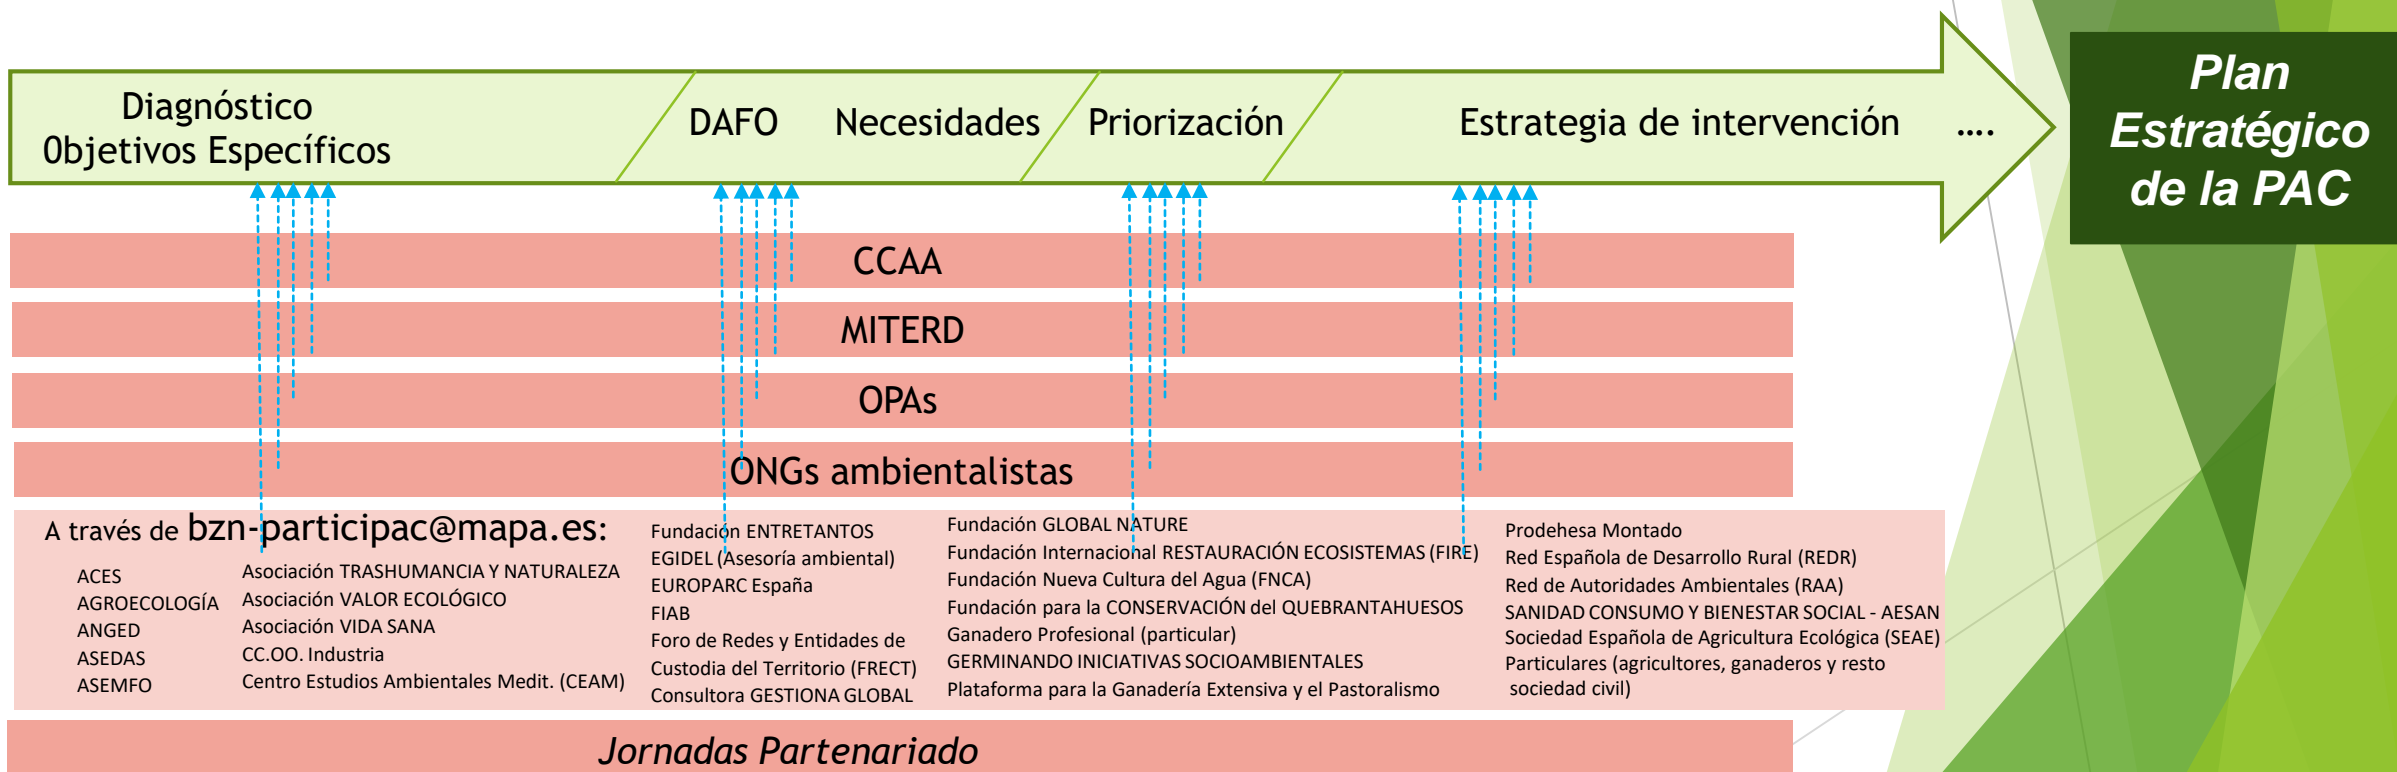 Diagnóstico
0bjetivos Específicos
DAFO
Necesidades
Priorización
Estrategia de intervención
....
Plan
Estratégico
de la PAC
CCAA
MITERD
OPAs
ONGs ambientalistas
A través de bzn-participac@mapa.es:
ACES
AGROECOLOGÍA
ANGED
ASEDAS
ASEMFO
Asociación TRASHUMANCIA Y NATURALEZA
Asociación VALOR ECOLÓGICO
Asociación VIDA SANA
CC.OO. Industria
Centro Estudios Ambientales Medit. (CEAM)
Fundación ENTRETANTOS
EGIDEL (Asesoría ambiental)
EUROPARC España
FIAB
Foro de Redes y Entidades de
Custodia del Territorio (FRECT)
Consultora GESTIONA GLOBAL
Fundación GLOBAL NATURE
Fundación Internacional RESTAURACIÓN ECOSISTEMAS (FIRE)
Fundación Nueva Cultura del Agua (FNCA)
Fundación para la CONSERVACIÓN del QUEBRANTAHUESOS
Ganadero Profesional (particular)
GERMINANDO INICIATIVAS SOCIOAMBIENTALES
Plataforma para la Ganadería Extensiva y el Pastoralismo
Prodehesa Montado
Red Española de Desarrollo Rural (REDR)
Red de Autoridades Ambientales (RAA)
SANIDAD CONSUMO Y BIENESTAR SOCIAL - AESAN
Sociedad Española de Agricultura Ecológica (SEAE)
Particulares (agricultores, ganaderos y resto
sociedad civil)
Jornadas Partenariado